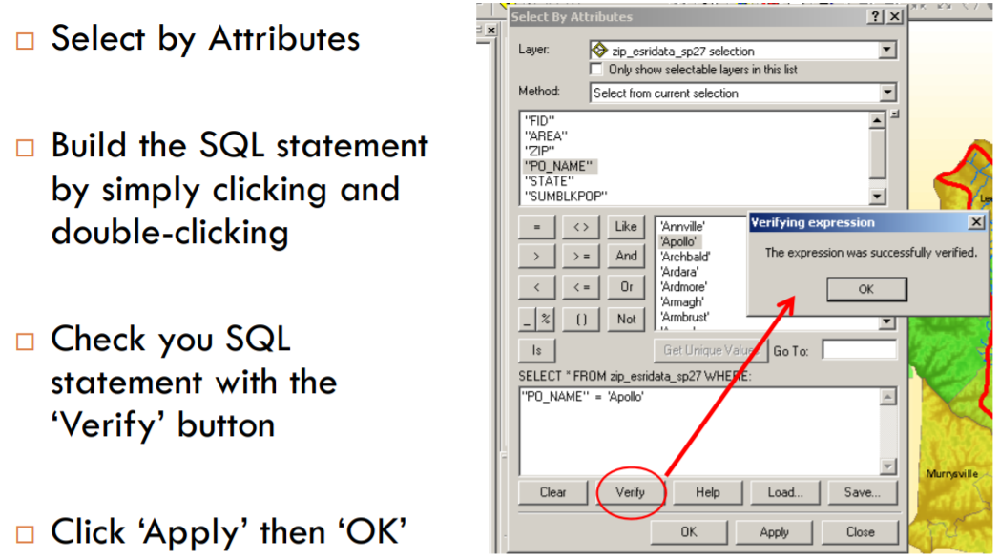 Select by Attributes
Build the SQL statement
by simply clicking and
double-clicking
Check you SQL
statement with the
‘Verify’ button
Click ‘Apply’ then ‘OK’
Select By Attributes
Layer:
zip_esridata_sp27 selection
Only show selectable layers in this list
Method:
Select from current selection
"FID"
"AREA"
"ZIP"
"PO_NAME"
"STATE"
"SUMBLKPOP"
= <> Like
> >= And
< <= Or
_ % () Not
Is
'Annville'
'Apollo'
'Archbald'
'Ardara'
'Ardmore'
'Armagh'
'Armbrust'
Get Unique Values Go To:
SELECT * FROM zip_esridata_sp27 WHERE:
"PO_NAME" = 'Apollo'
Clear Verify Help Load... Save...
OK Apply Close
Verifying expression
The expression was successfully verified.
OK
Murrysville